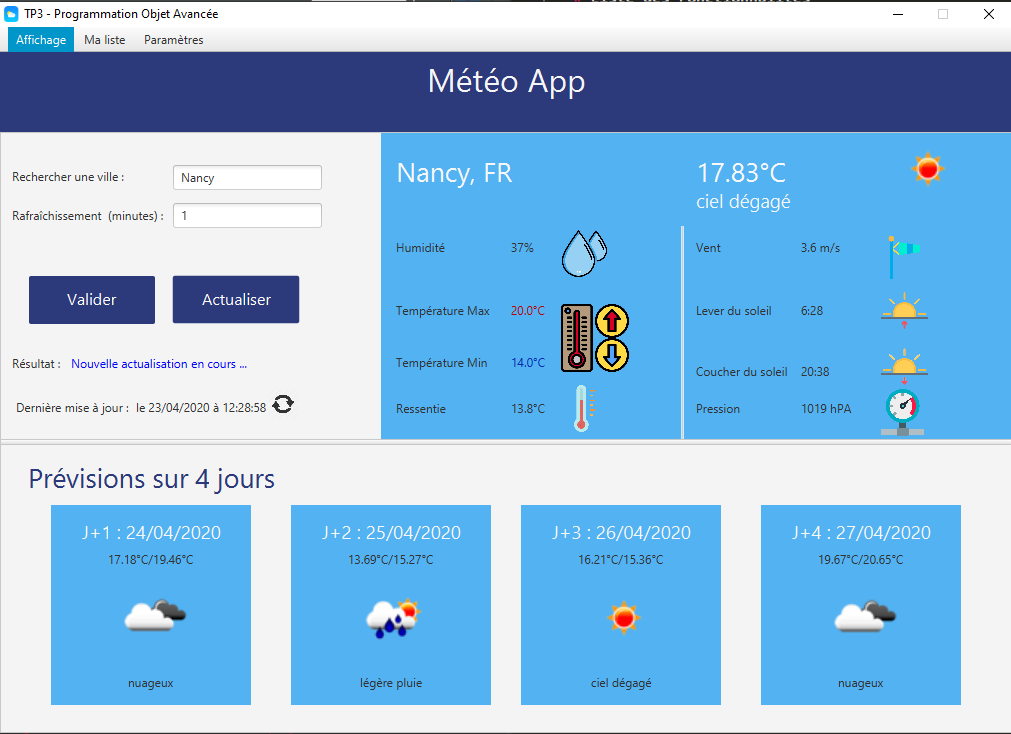 TP3 - Programmation Objet Avancée
Affichage Ma liste Paramètres
Météo App
Rechercher une ville : Nancy
Rafraîchissement (minutes) : 1
Valider Actualiser
Résultat : Nouvelle actualisation en cours ...
Dernière mise à jour : le 23/04/2020 à 12:28:58
Nancy, FR
17.83°C
ciel dégagé
Humidité 37%
Température Max 20.0°C
Température Min 14.0°C
Ressentie 13.8°C
Vent 3.6 m/s
Lever du soleil 6:28
Coucher du soleil 20:38
Pression 1019 hPA
Prévisions sur 4 jours
J+1 : 24/04/2020
17.18°C/19.46°C
nuageux
J+2 : 25/04/2020
13.69°C/15.27°C
légère pluie
J+3 : 26/04/2020
16.21°C/15.36°C
ciel dégagé
J+4 : 27/04/2020
19.67°C/20.65°C
nuageux